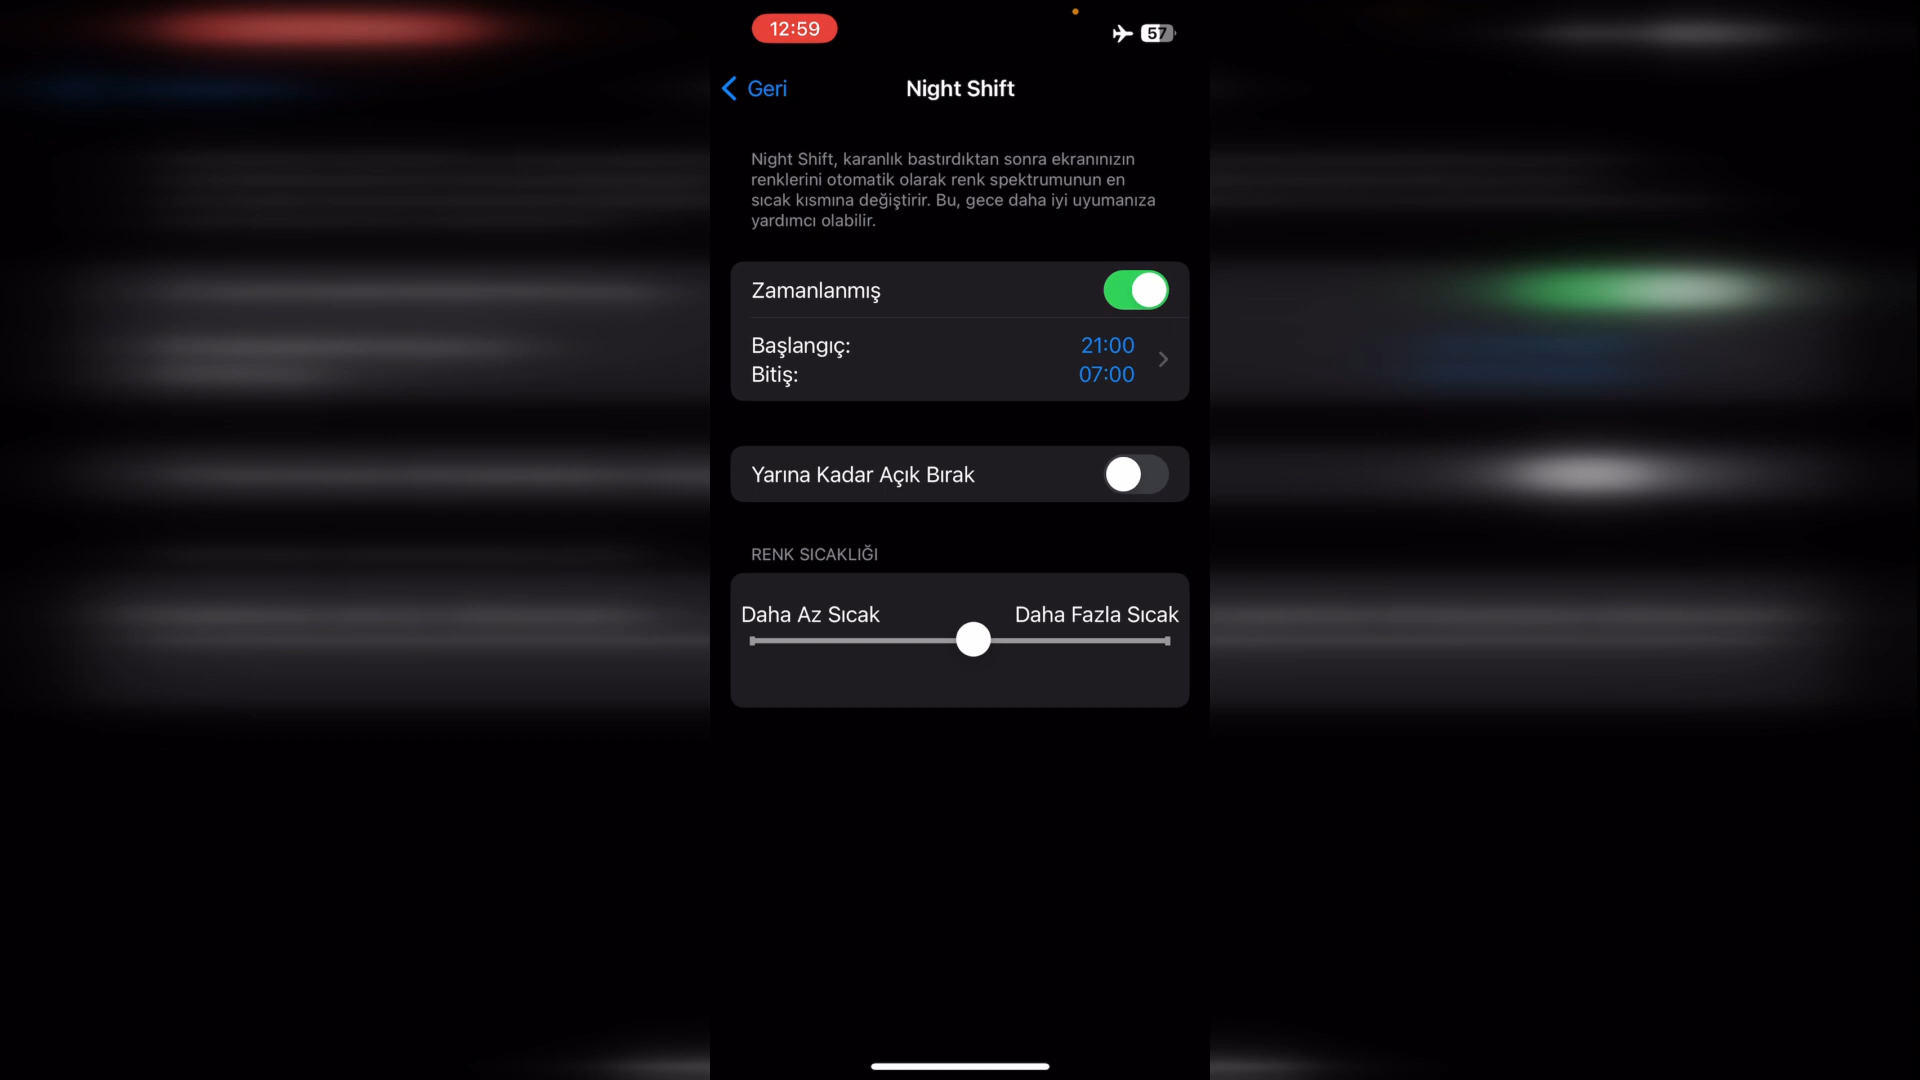 12:59
57
Geri
Night Shift
Night Shift, karanlık bastırdıktan sonra ekranınızın
renklerini otomatik olarak renk spektrumunun en
sıcak kısmına değiştirir. Bu, gece daha iyi uyumanıza
yardımcı olabilir.
Zamanlanmış
Başlangıç: 21:00
Bitiş: 07:00
Yarına Kadar Açık Bırak
RENK SICAKLIĞI
Daha Az Sıcak Daha Fazla Sıcak